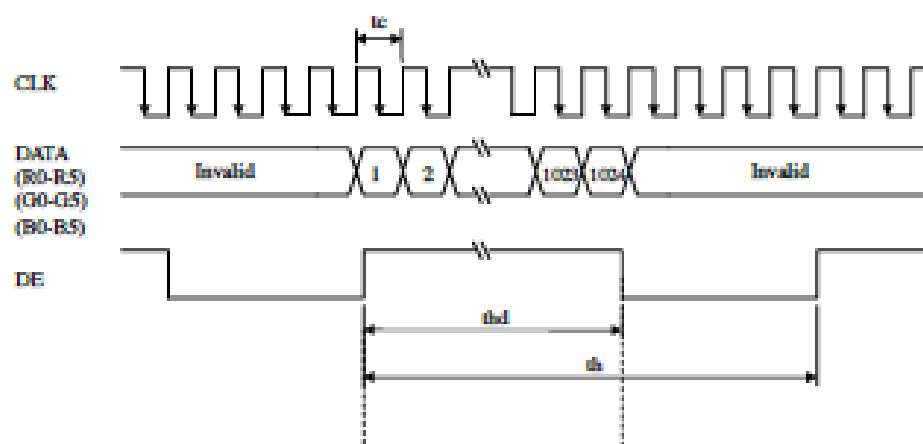 tc
CLK
DATA
(R0-R5)
(G0-G5)
(B0-B5)
Invalid
1
2
1023
1024
Invalid
DE
thd
th